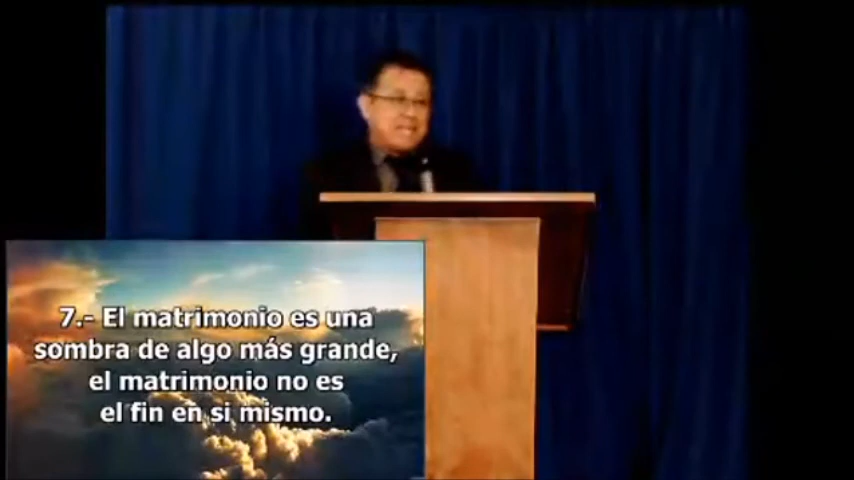 7.- El matrimonio es una
sombra de algo más grande,
el matrimonio no es
el fin en si mismo.